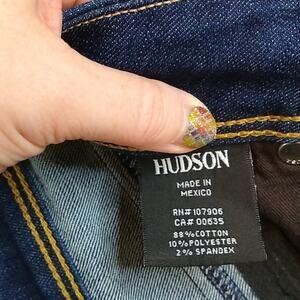 HUDSON
MADE IN
MEXICO
RN# 107906
CA# 00635
88% COTTON
10% POLYESTER
2% SPANDEX